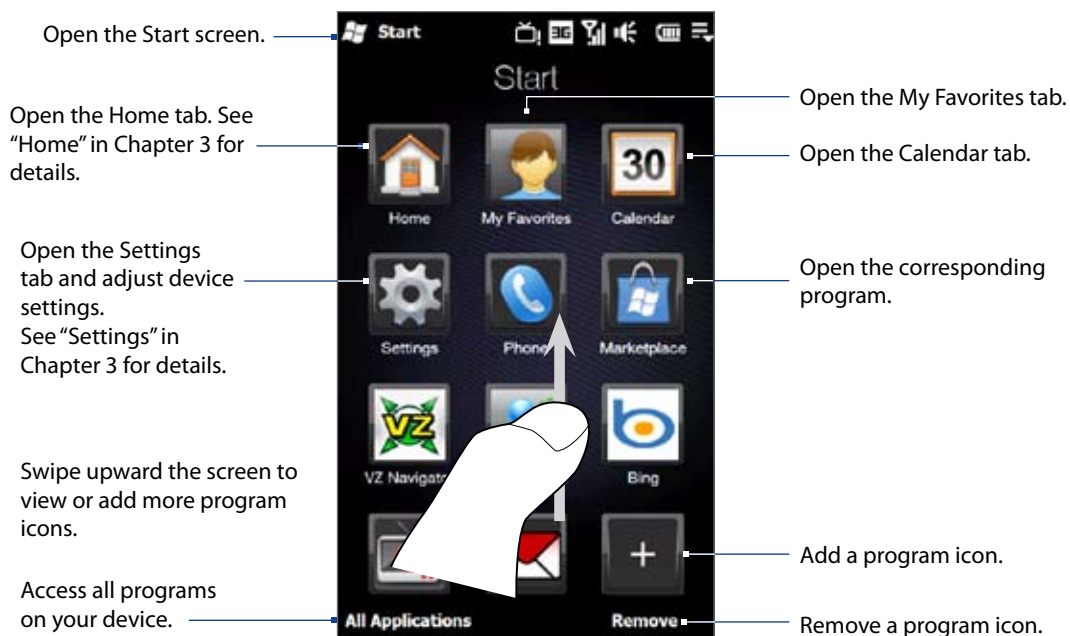 Open the Start screen.
Start
3G
Start
Open the Home tab. See
“Home” in Chapter 3 for
details.
Open the My Favorites tab.
30
Open the Calendar tab.
Home
My Favorites
Calendar
Open the Settings
tab and adjust device
settings.
See “Settings” in
Chapter 3 for details.
Open the corresponding
program.
Settings
Phone
Marketplace
VZ
b
VZ Navigato
Bing
Swipe upward the screen to
view or add more program
icons.
+
Add a program icon.
Access all programs
on your device.
All Applications
Remove
Remove a program icon.